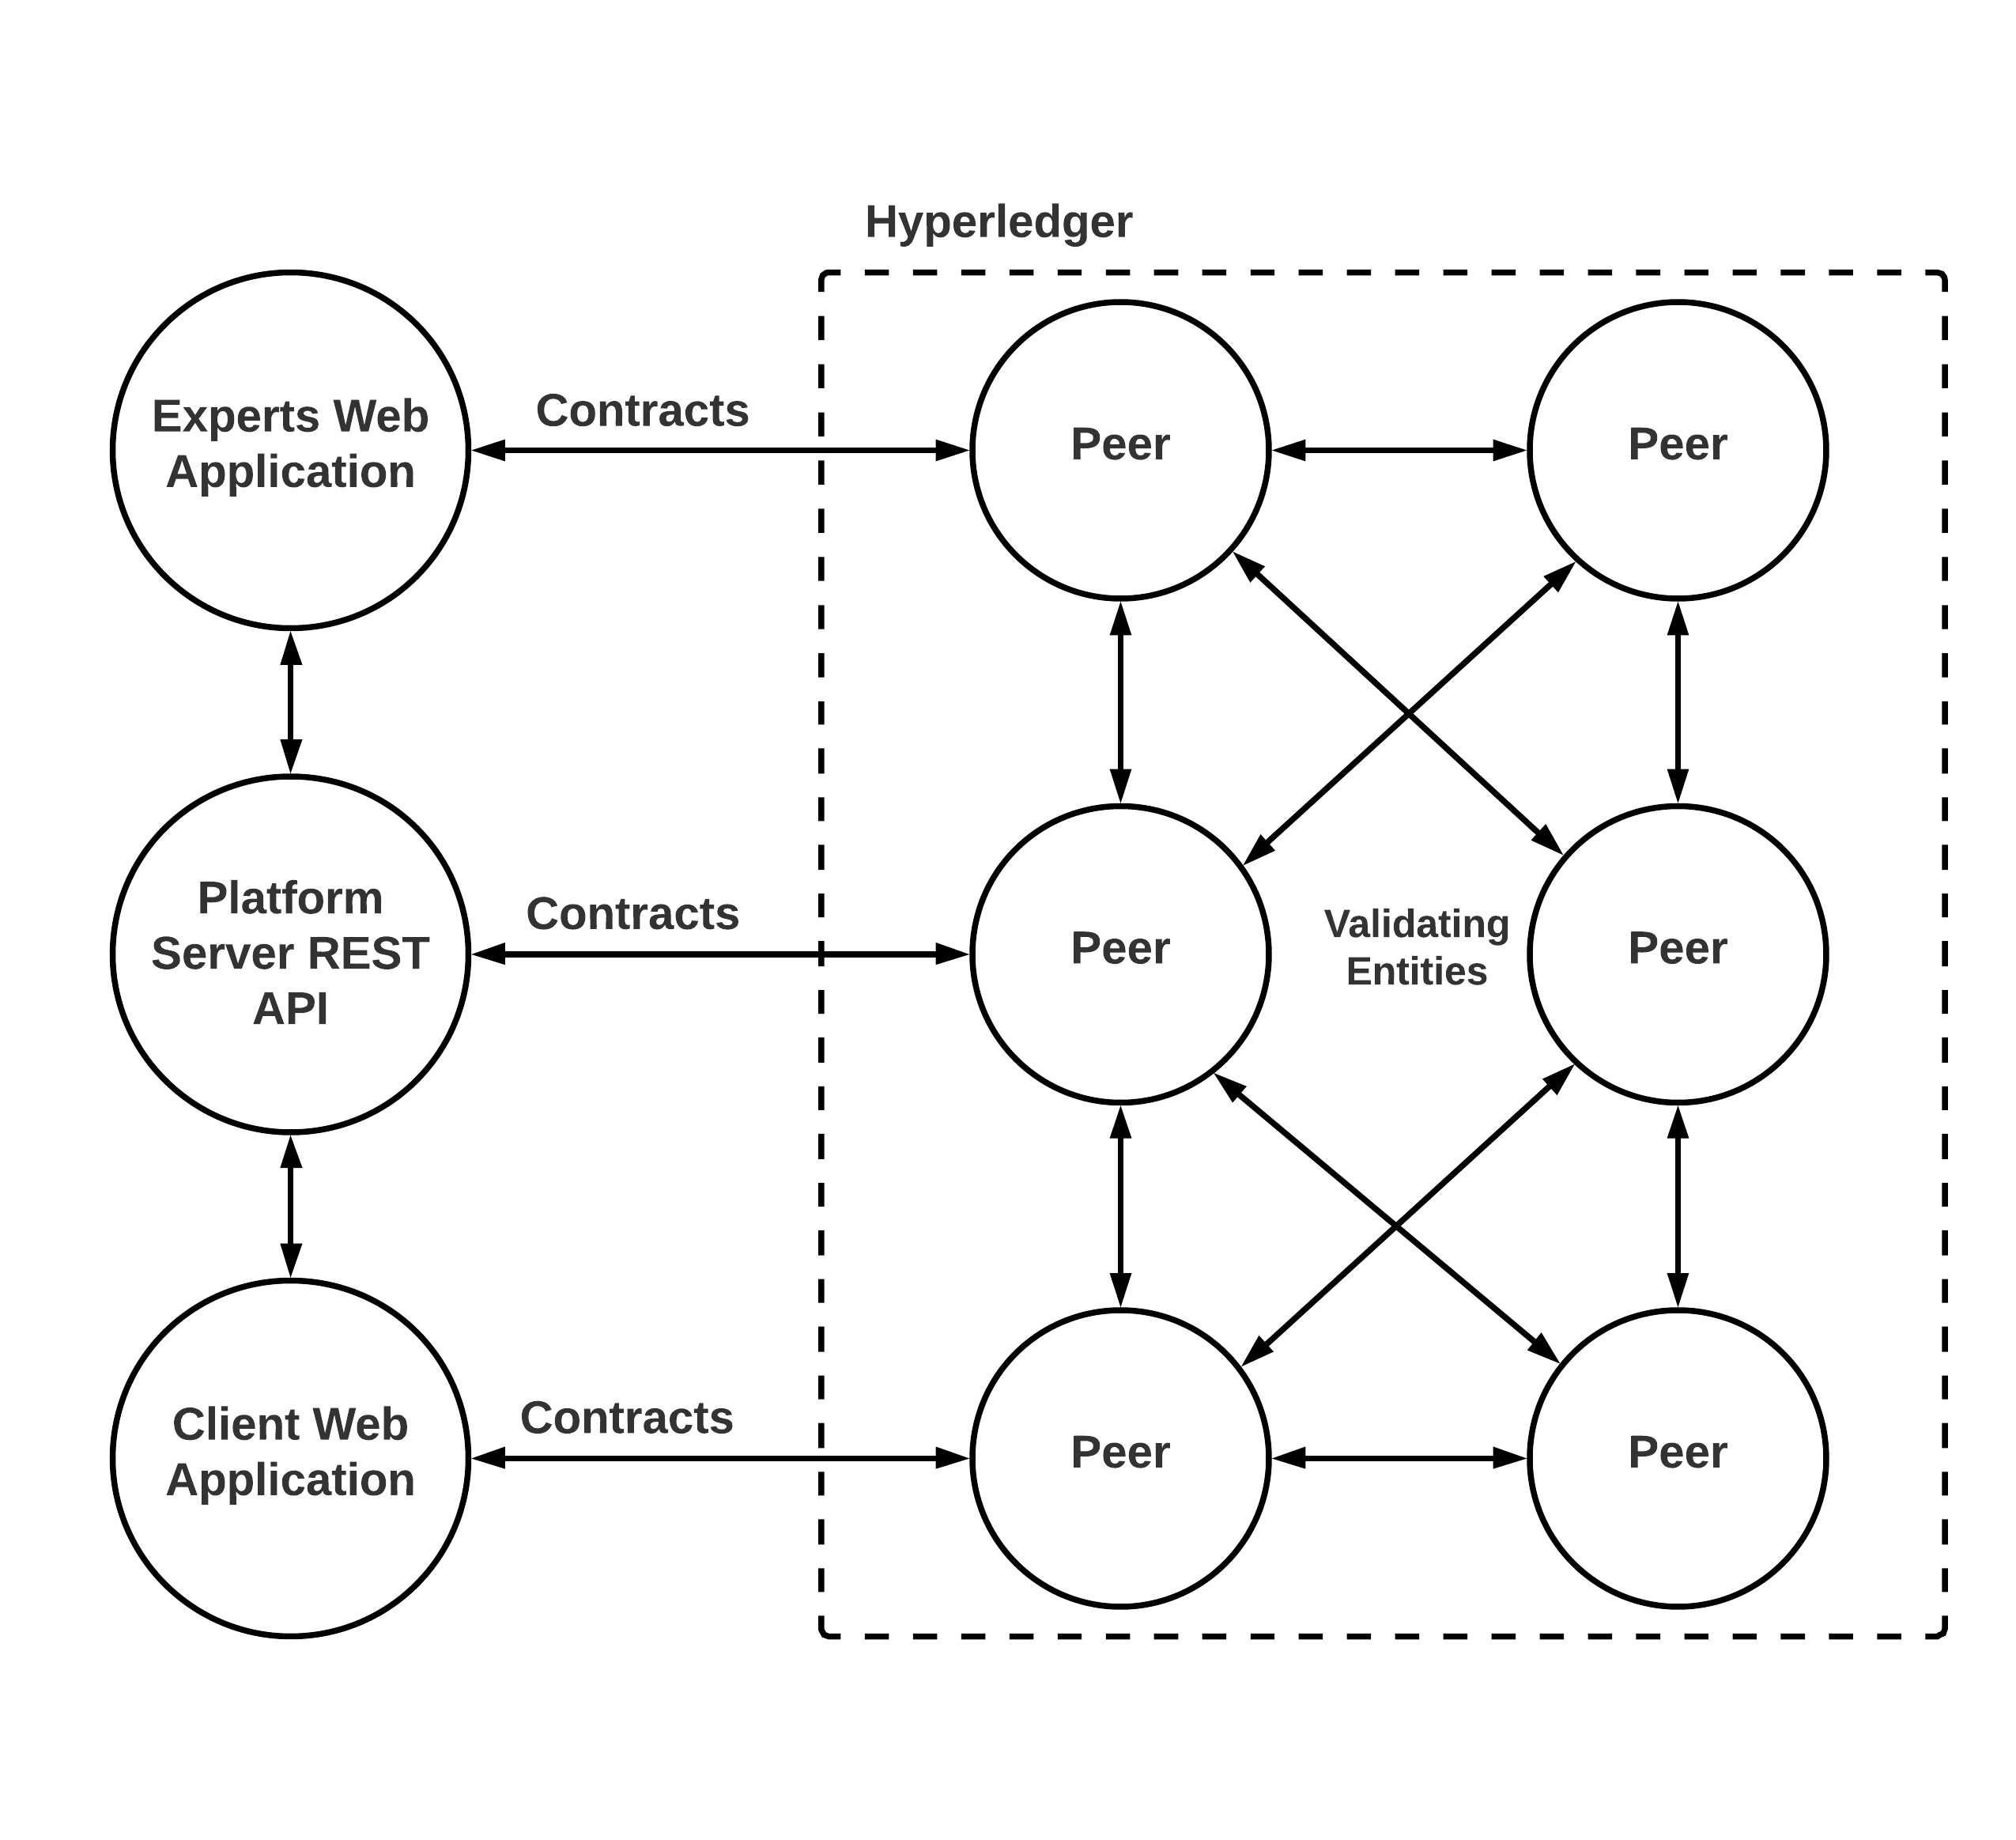 Hyperledger
Experts Web
Application
Contracts
Peer
Peer
Platform
Server REST
API
Contracts
Peer
Validating
Entities
Peer
Client Web
Application
Contracts
Peer
Peer